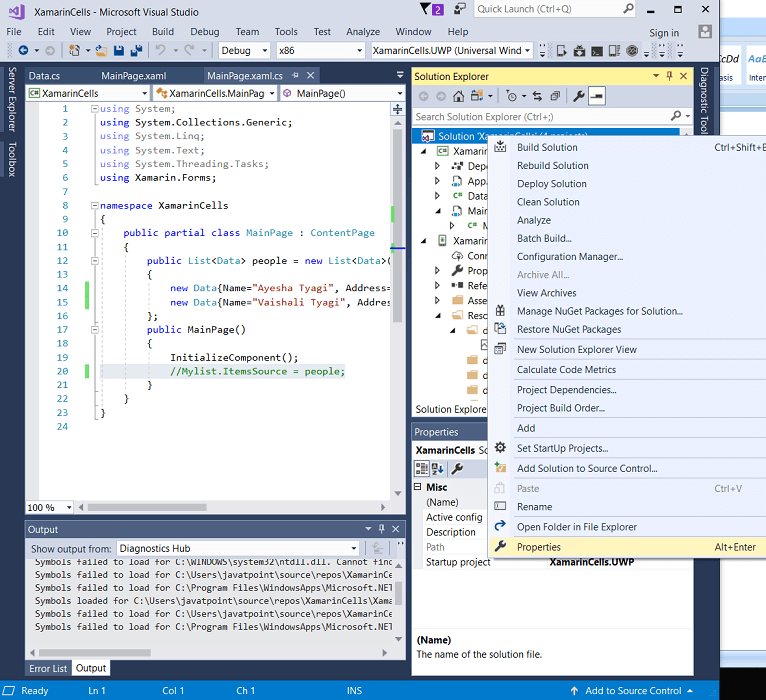 XamarinCells - Microsoft Visual Studio
2
Quick Launch (Ctrl+Q)
File Edit View Project Build Debug Team Tools Test Analyze Window Help Sign in
Debug x86 XamarinCells.UWP (Universal Wind
Server Explorer
Toolbox
Data.cs MainPage.xaml MainPage.xaml.cs
XamarinCells XamarinCells.MainPag MainPage()
1 using System;
2 using System.Collections.Generic;
3 using System.Linq;
4 using System.Text;
5 using System.Threading.Tasks;
6 using Xamarin.Forms;
7
8 namespace XamarinCells
9 {
10 public partial class MainPage : ContentPage
11 {
12 public List<Data> people = new List<Data>(
13 {
14 new Data{Name="Ayesha Tyagi", Address=
15 new Data{Name="Vaishali Tyagi", Addres
16 };
17 public MainPage()
18 {
19 InitializeComponent();
20 //Mylist.ItemsSource = people;
21 }
22 }
23 }
24
100 %
Output
Show output from: Diagnostics Hub
Symbols failed to load for C:\WINDOWS\system32\ntdll.dll. Cannot find
Symbols failed to load for C:\Users\javatpoint\source\repos\XamarinCe
Symbols failed to load for C:\Program Files\WindowsApps\Microsoft.NET
Symbols loaded for C:\Users\javatpoint\source\repos\XamarinCells\Xama
Symbols failed to load for C:\Users\javatpoint\source\repos\XamarinCe
Symbols failed to load for C:\Program Files\WindowsApps\Microsoft.NET
Error List Output
Solution Explorer
Search Solution Explorer (Ctrl+;)
Solution 'XamarinCells' (4 projects)
Xamarin
Dep
App.
Data
Mair
M
Xamarin
Conn
Prop
Refe
Asse
Reso
d
d
d
d
Solution Explorer
Diagnostic Tool
Build Solution Ctrl+Shift+B
Rebuild Solution
Deploy Solution
Clean Solution
Analyze
Batch Build...
Configuration Manager...
Archive All...
View Archives
Manage NuGet Packages for Solution...
Restore NuGet Packages
New Solution Explorer View
Calculate Code Metrics
Project Dependencies...
Project Build Order...
Add
Set StartUp Projects...
Add Solution to Source Control...
Paste Ctrl+V
Rename
Open Folder in File Explorer
Properties Alt+Enter
Properties
XamarinCells So
Misc
(Name)
Active config
Description
Path
Startup project XamarinCells.UWP
(Name)
The name of the solution file.
Ready Ln 1 Col 1 Ch 1 INS Add to Source Control